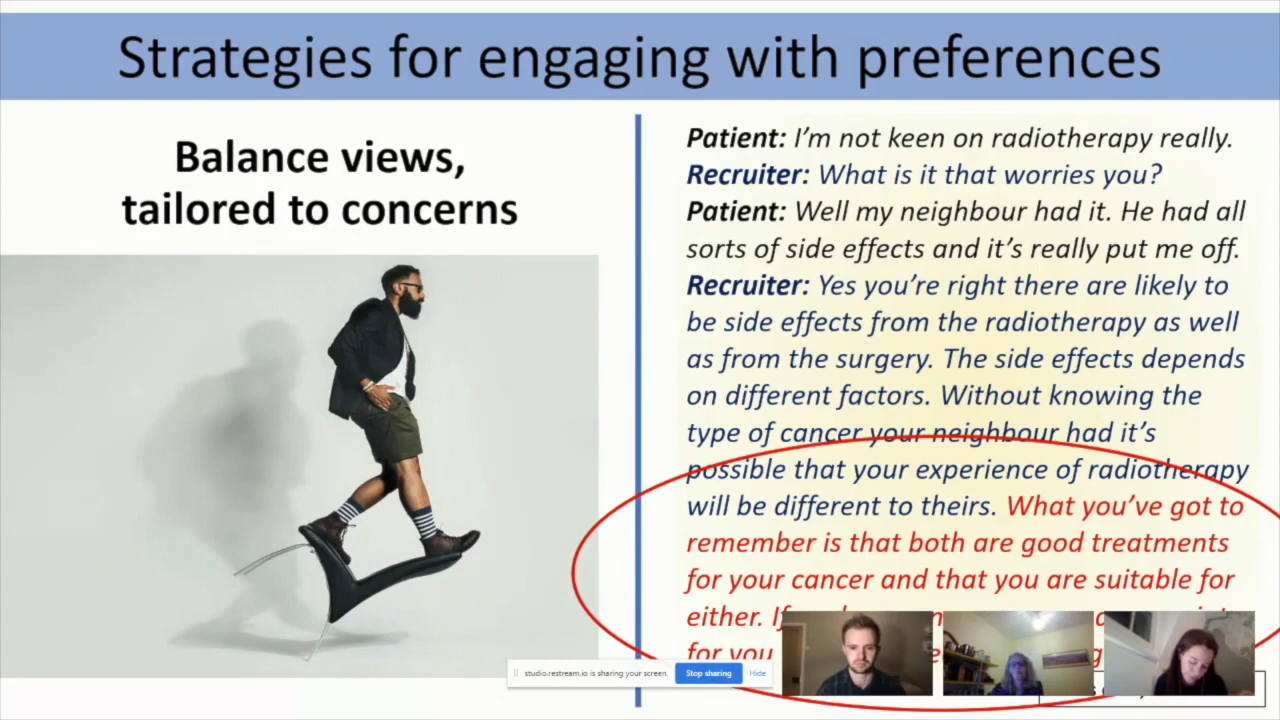 Strategies for engaging with preferences
Balance views,
tailored to concerns
Patient: I'm not keen on radiotherapy really.
Recruiter: What is it that worries you?
Patient: Well my neighbour had it. He had all
sorts of side effects and it's really put me off.
Recruiter: Yes you're right there are likely to
be side effects from the radiotherapy as well
as from the surgery. The side effects depends
on different factors. Without knowing the
type of cancer your neighbour had it's
possible that your experience of radiotherapy
will be different to theirs. What you've got to
remember is that both are good treatments
for your cancer and that you are suitable for
either.
for you
studio.restream.io is sharing your screen.
Stop sharing
Hide